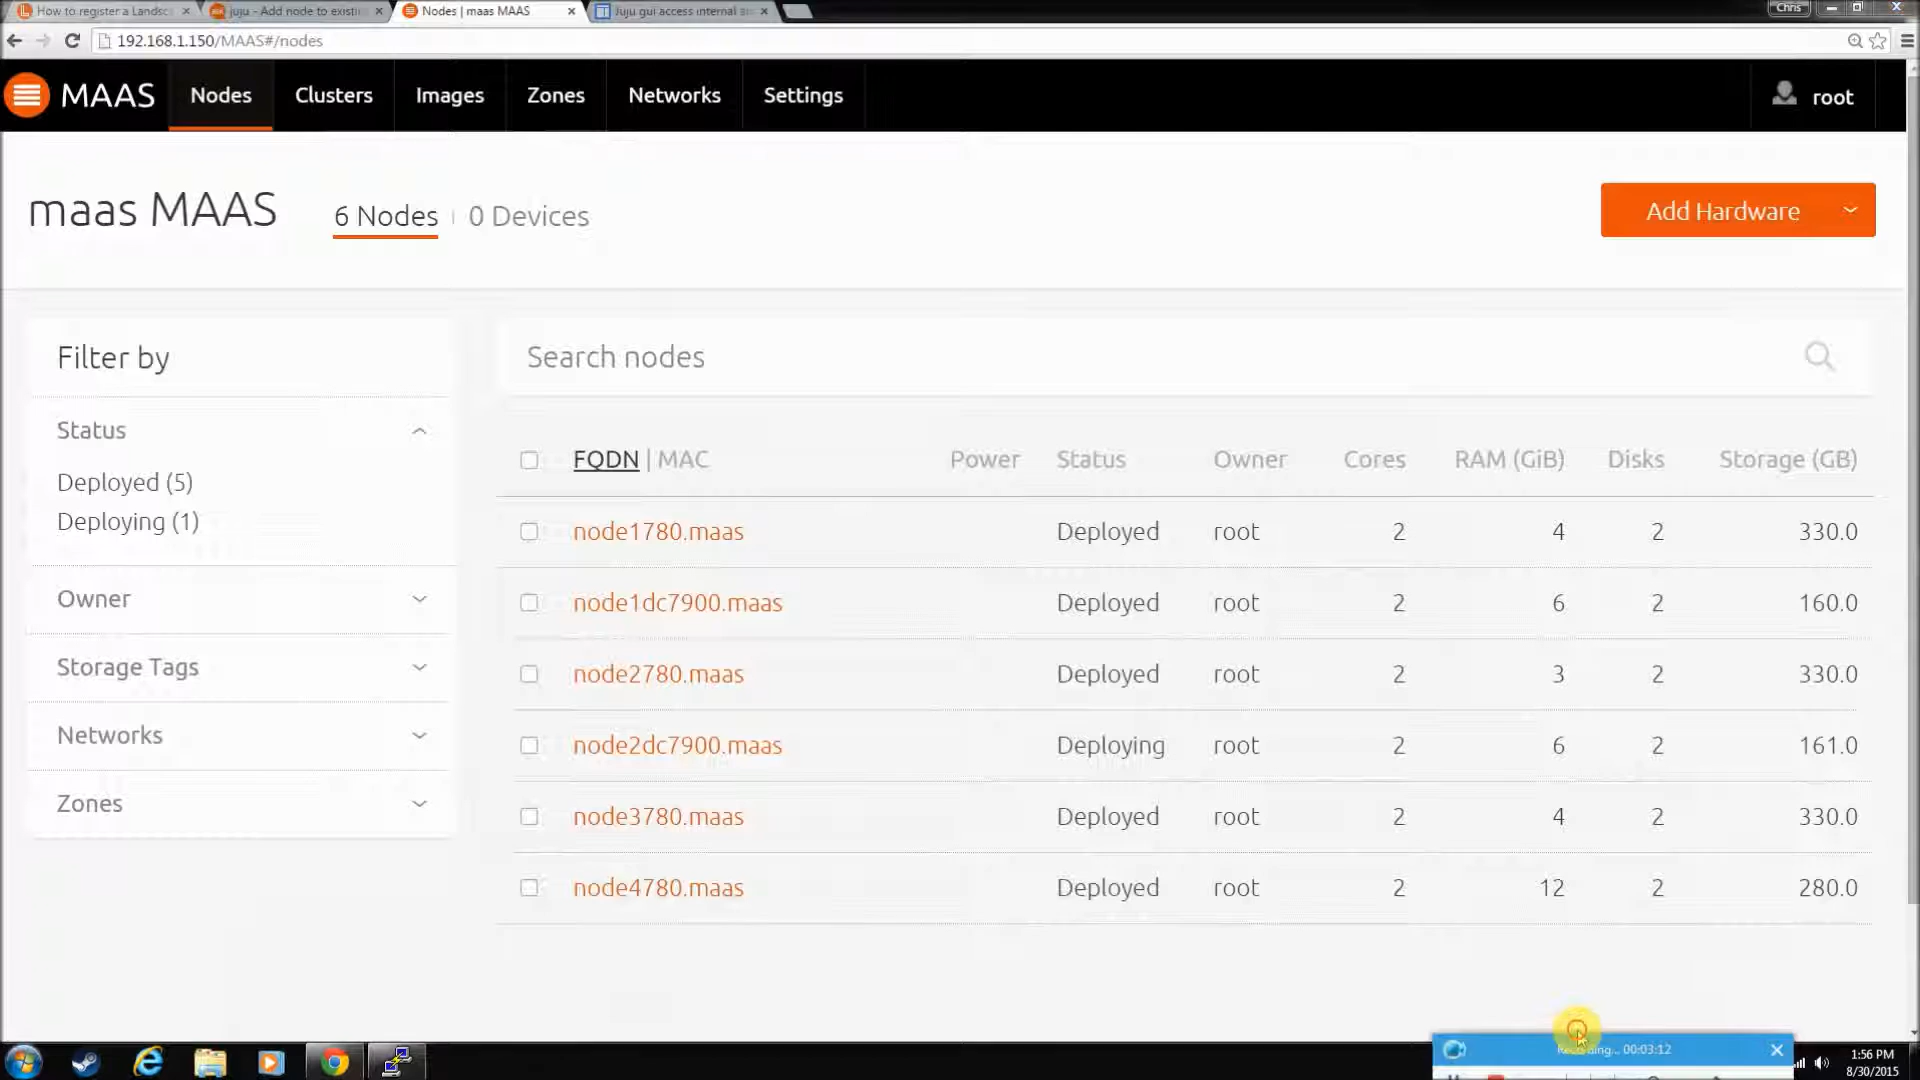 How to register a Landsc
juju - Add node to existin
Nodes | maas MAAS
Juju gui access internal
Chris
192.168.1.150/MAAS#/nodes
MAAS Nodes Clusters Images Zones Networks Settings root
maas MAAS 6 Nodes 0 Devices Add Hardware
Filter by
Search nodes
Status
Deployed (5)
Deploying (1)
Owner
Storage Tags
Networks
Zones
FQDN | MAC Power Status Owner Cores RAM (GiB) Disks Storage (GB)
node1780.maas Deployed root 2 4 2 330.0
node1dc7900.maas Deployed root 2 6 2 160.0
node2780.maas Deployed root 2 3 2 330.0
node2dc7900.maas Deploying root 2 6 2 161.0
node3780.maas Deployed root 2 4 2 330.0
node4780.maas Deployed root 2 12 2 280.0
Recording... 00:03:12
1:56 PM
8/30/2015